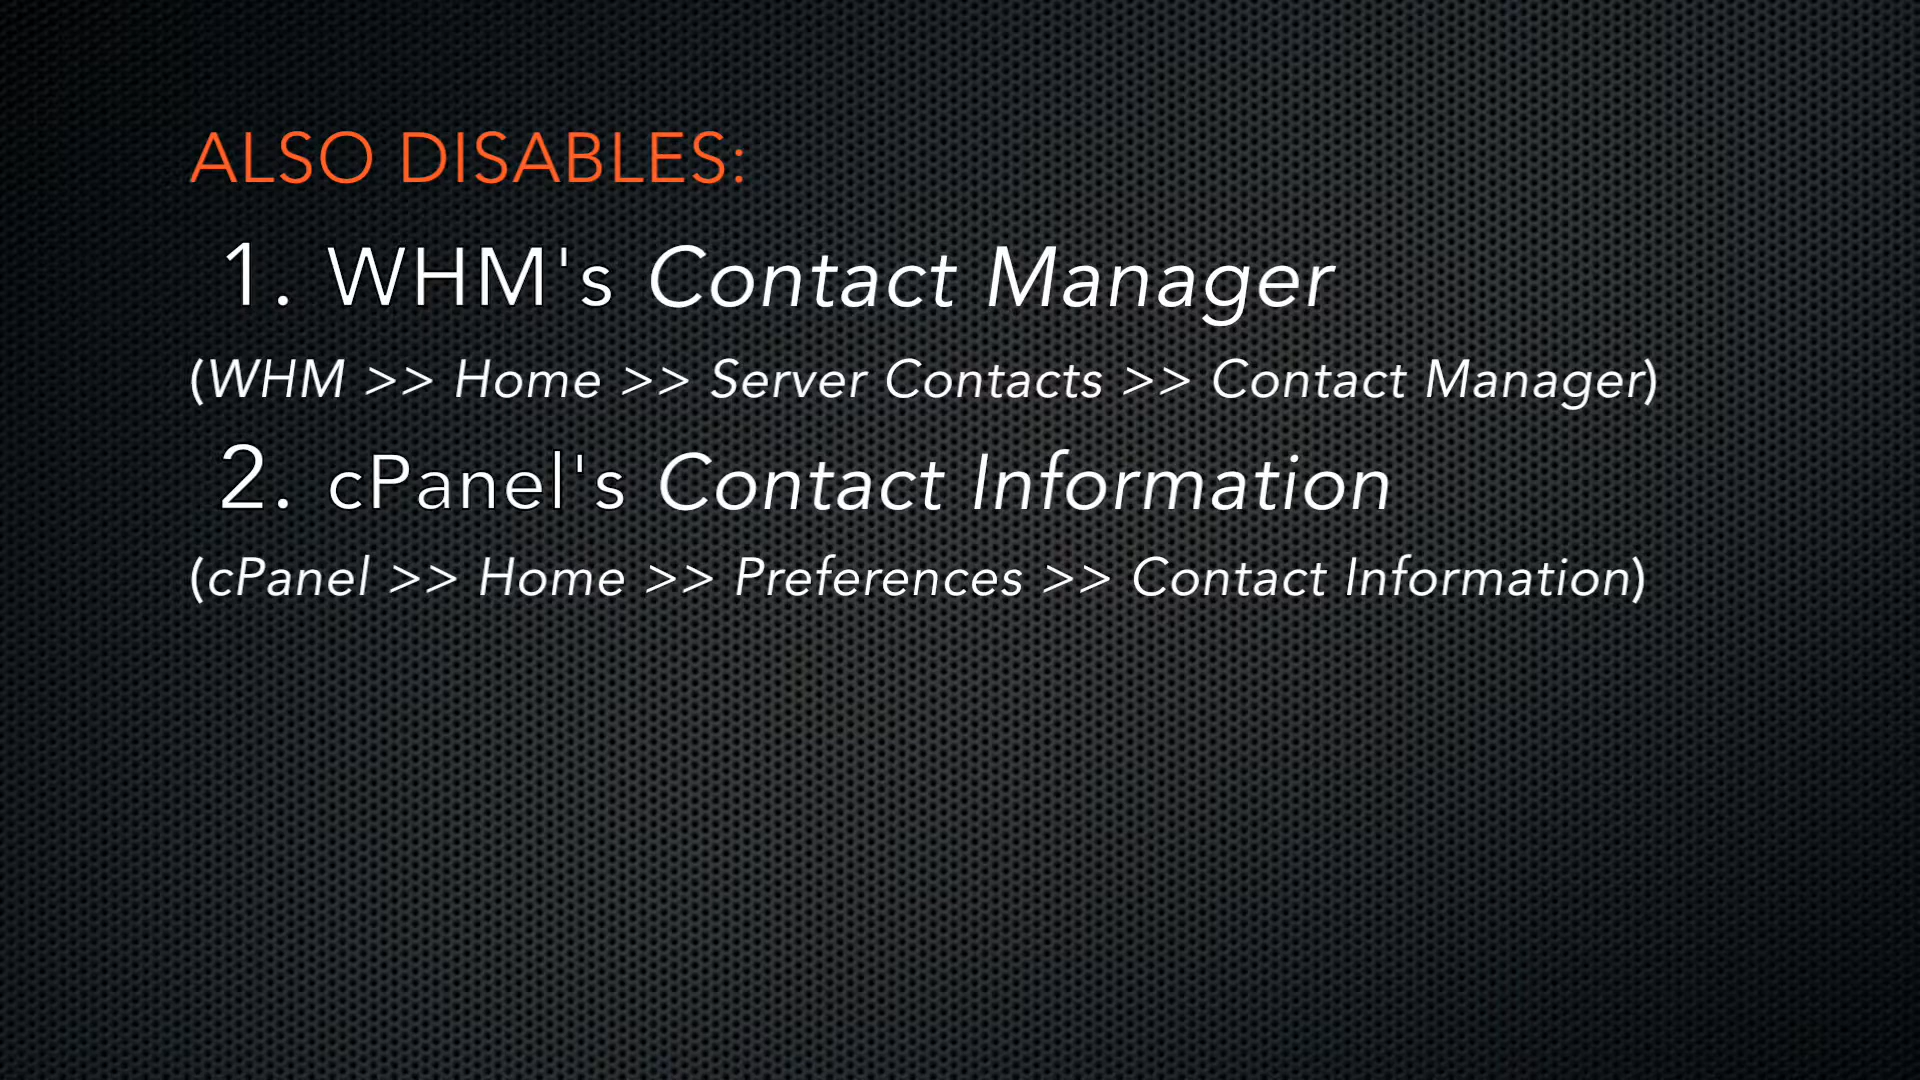 ALSO DISABLES:
1. WHM's Contact Manager
(WHM >> Home >> Server Contacts >> Contact Manager)
2. cPanel's Contact Information
(cPanel >> Home >> Preferences >> Contact Information)